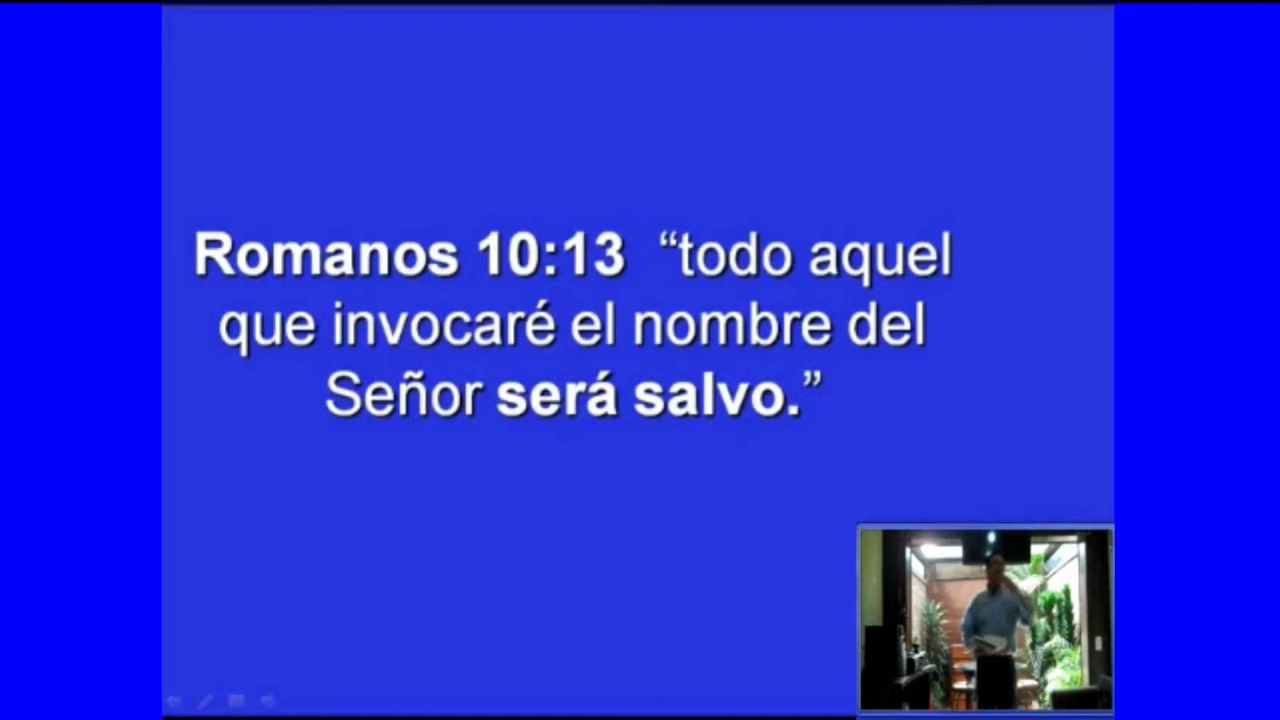 Romanos 10:13 “todo aquel
que invocaré el nombre del
Señor será salvo.”